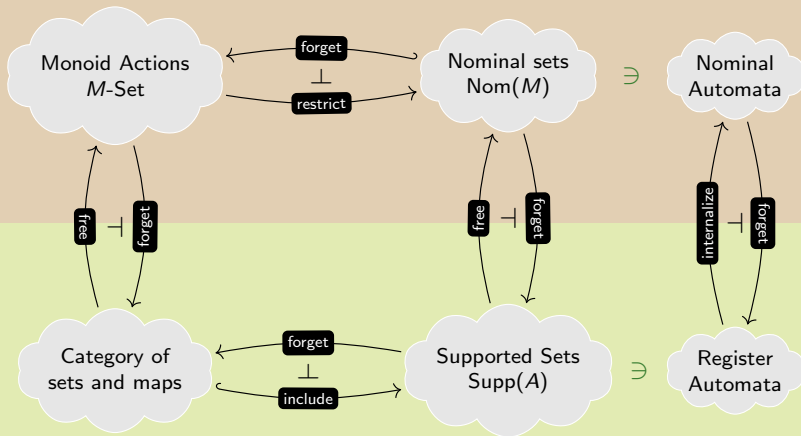 Monoid Actions
M-Set
forget
⊥
restrict
Nominal sets
Nom(M)
∋
Nominal
Automata
free
⊣
forget
free
⊣
forget
internalize
⊣
forget
Category of
sets and maps
forget
⊥
include
Supported Sets
Supp(A)
∋
Register
Automata